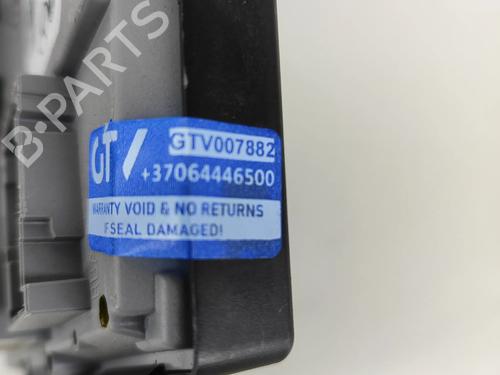 B-PARTS
GT
GTV007882
+37064446500
WARRANTY VOID & NO RETURNS
IF SEAL DAMAGED!